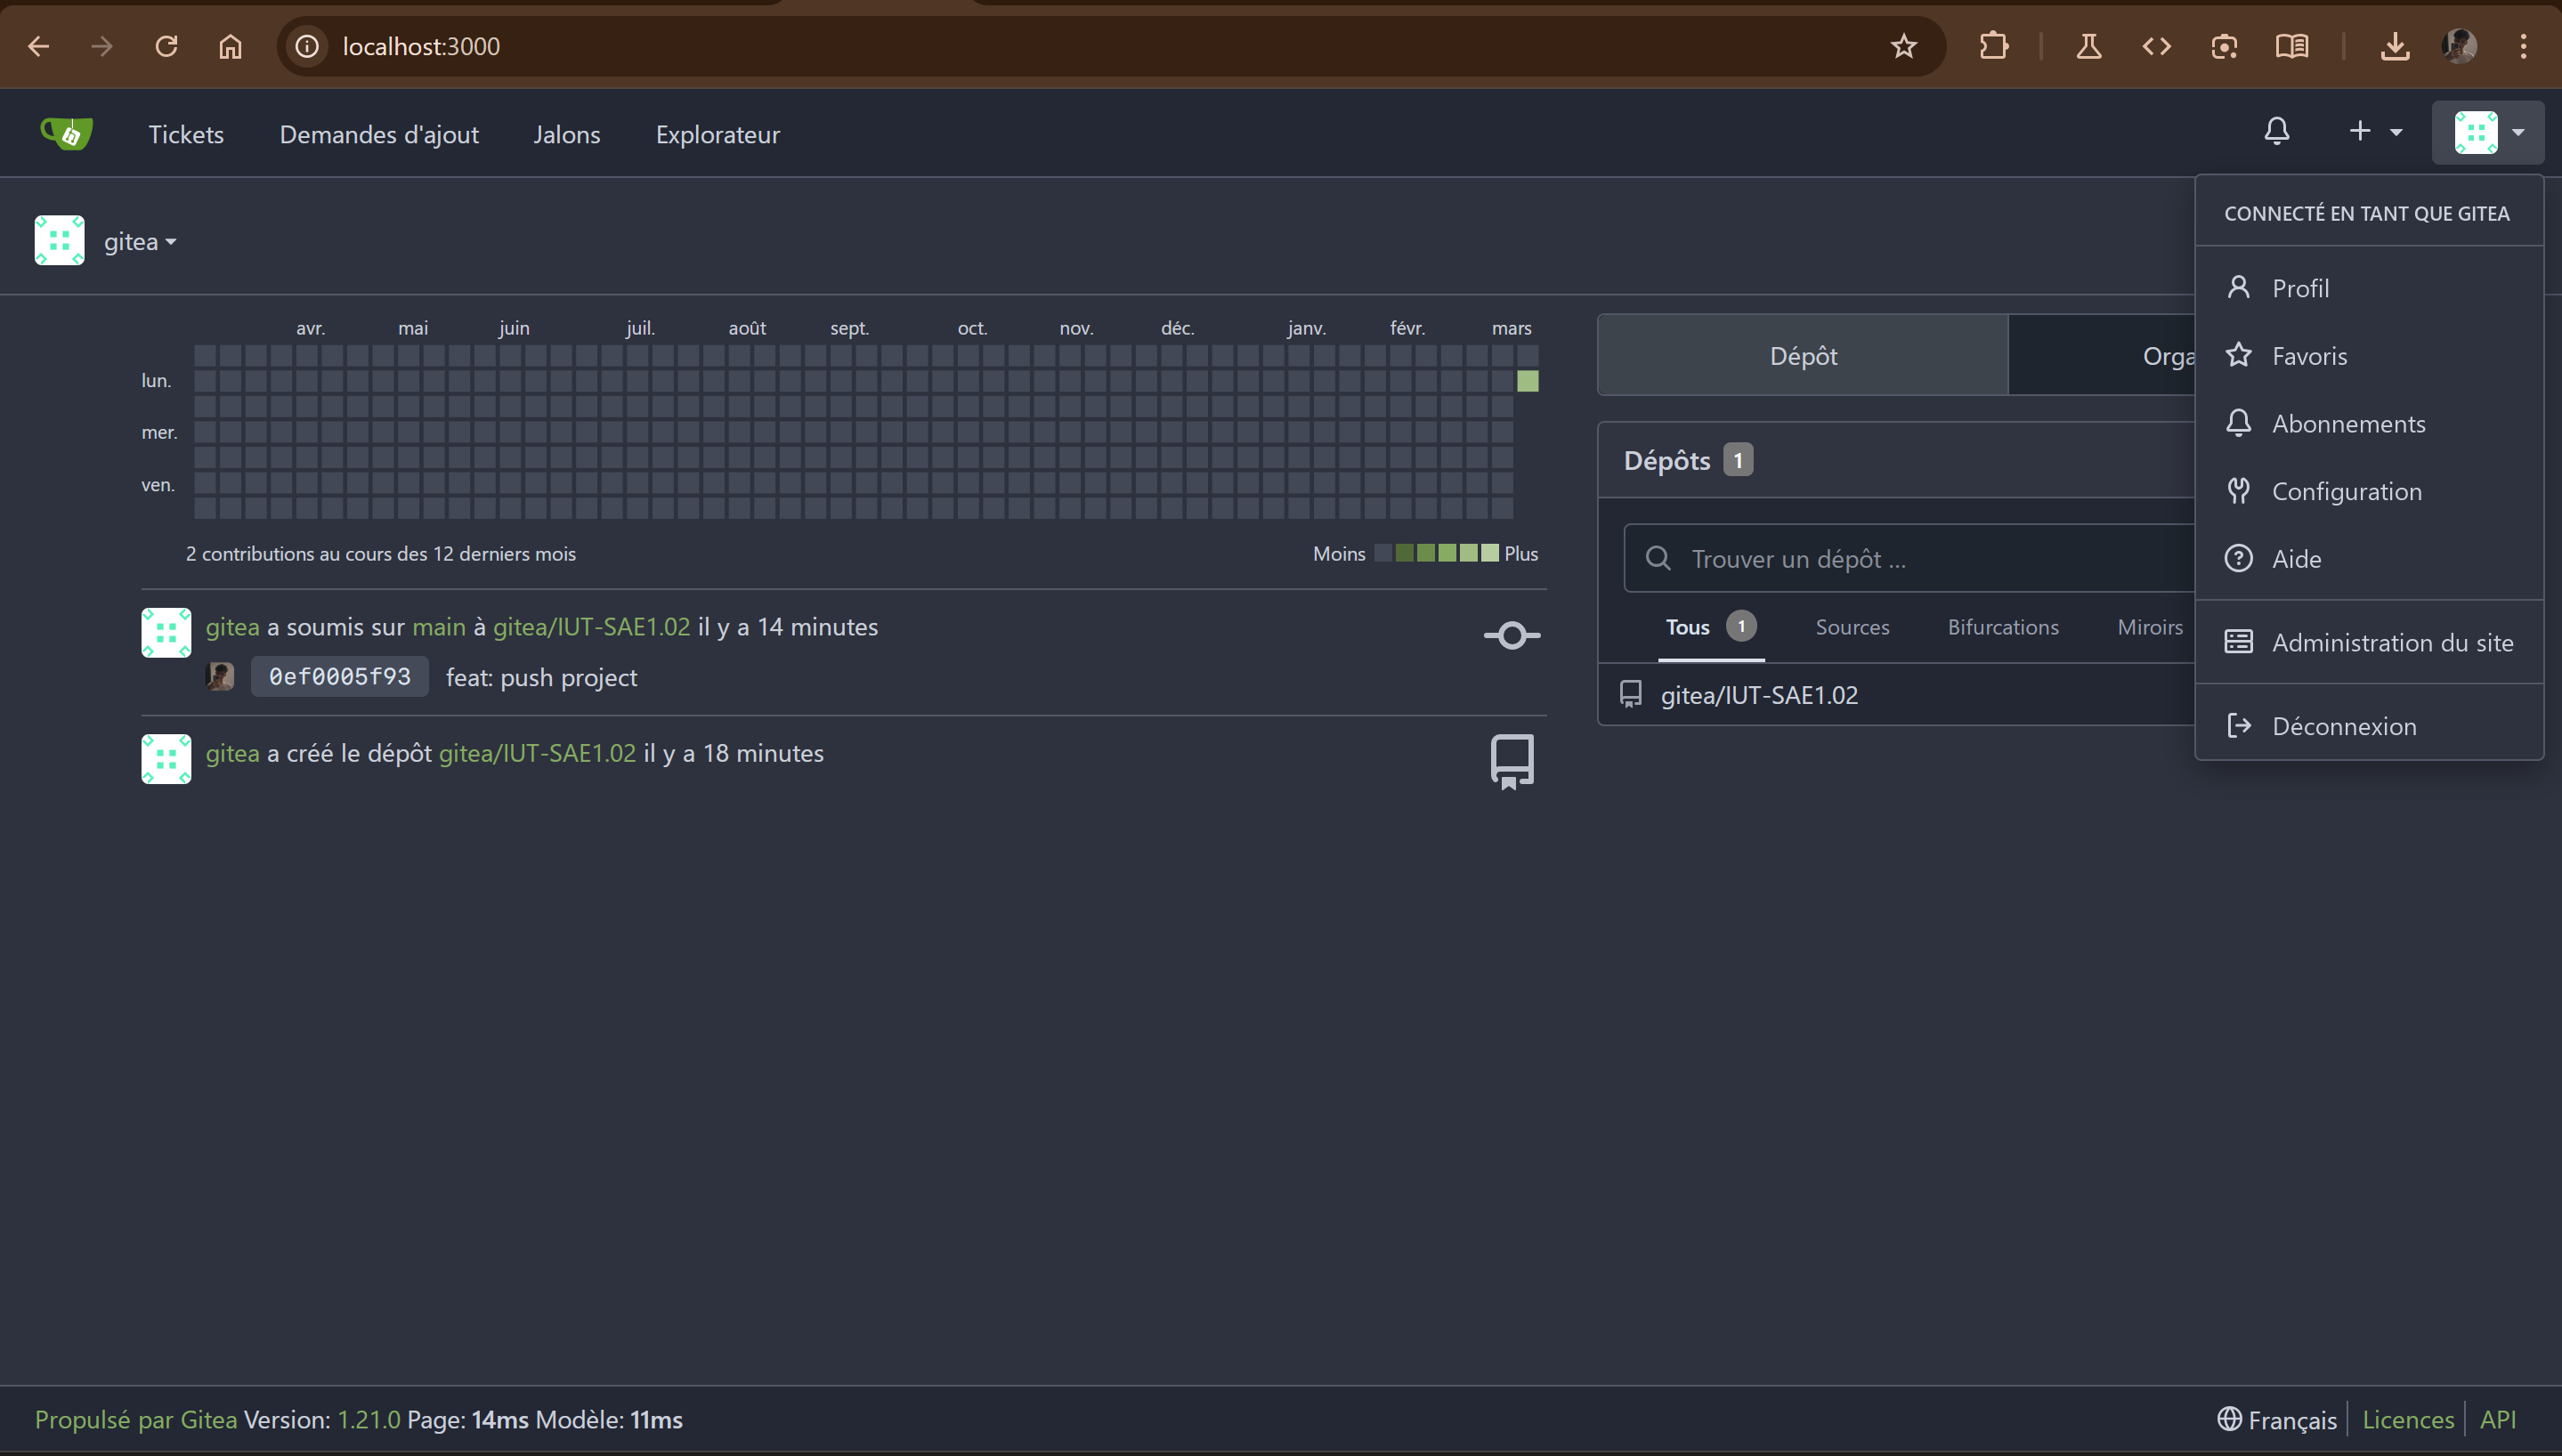 localhost:3000
Tickets Demandes d'ajout Jalons Explorateur
CONNECTÉ EN TANT QUE GITEA
Profil
Favoris
Abonnements
Configuration
Aide
Administration du site
Déconnexion
gitea
avr. mai juin juil. août sept. oct. nov. déc. janv. févr. mars
lun.
mer.
ven.
2 contributions au cours des 12 derniers mois Moins Plus
gitea a soumis sur main à gitea/IUT-SAE1.02 il y a 14 minutes
0ef0005f93 feat: push project
gitea a créé le dépôt gitea/IUT-SAE1.02 il y a 18 minutes
Dépôt Orga
Dépôts 1
Trouver un dépôt ...
Tous 1 Sources Bifurcations Miroirs
gitea/IUT-SAE1.02
Propulsé par Gitea Version: 1.21.0 Page: 14ms Modèle: 11ms
Français Licences API